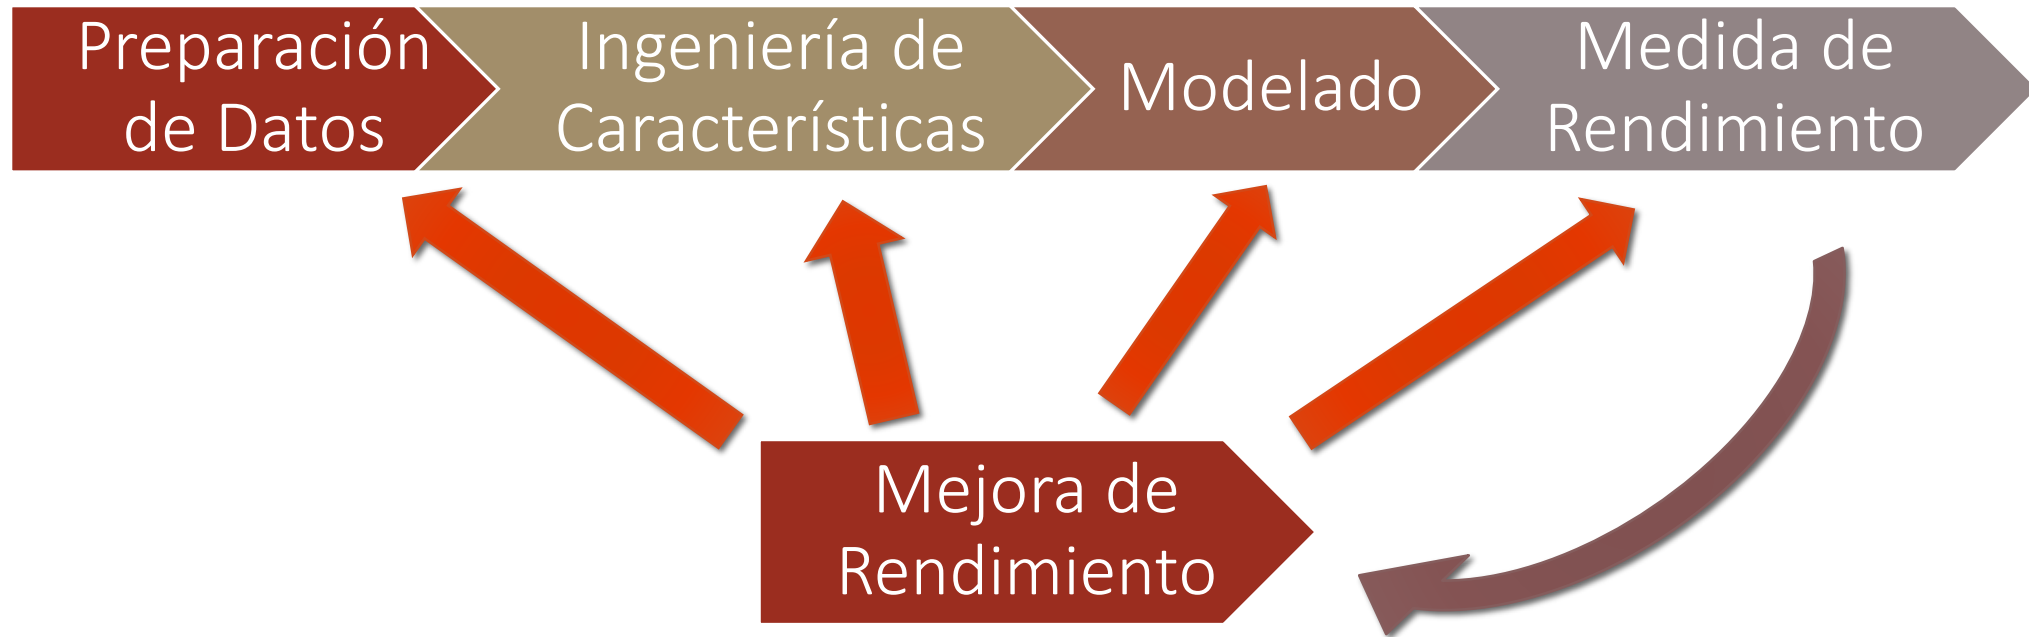 Preparación
de Datos
Ingeniería de
Características
Modelado
Medida de
Rendimiento
Mejora de
Rendimiento